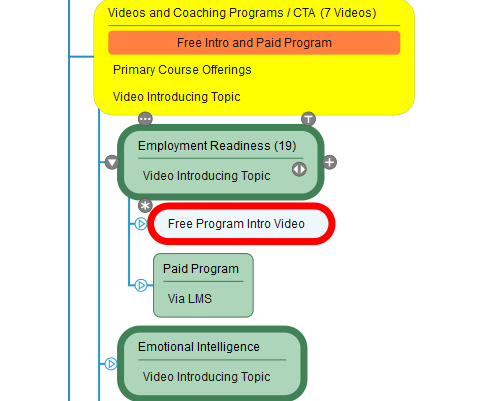 Videos and Coaching Programs / CTA (7 Videos)
Free Intro and Paid Program
Primary Course Offerings
Video Introducing Topic
Employment Readiness (19)
Video Introducing Topic
Free Program Intro Video
Paid Program
Via LMS
Emotional Intelligence
Video Introducing Topic